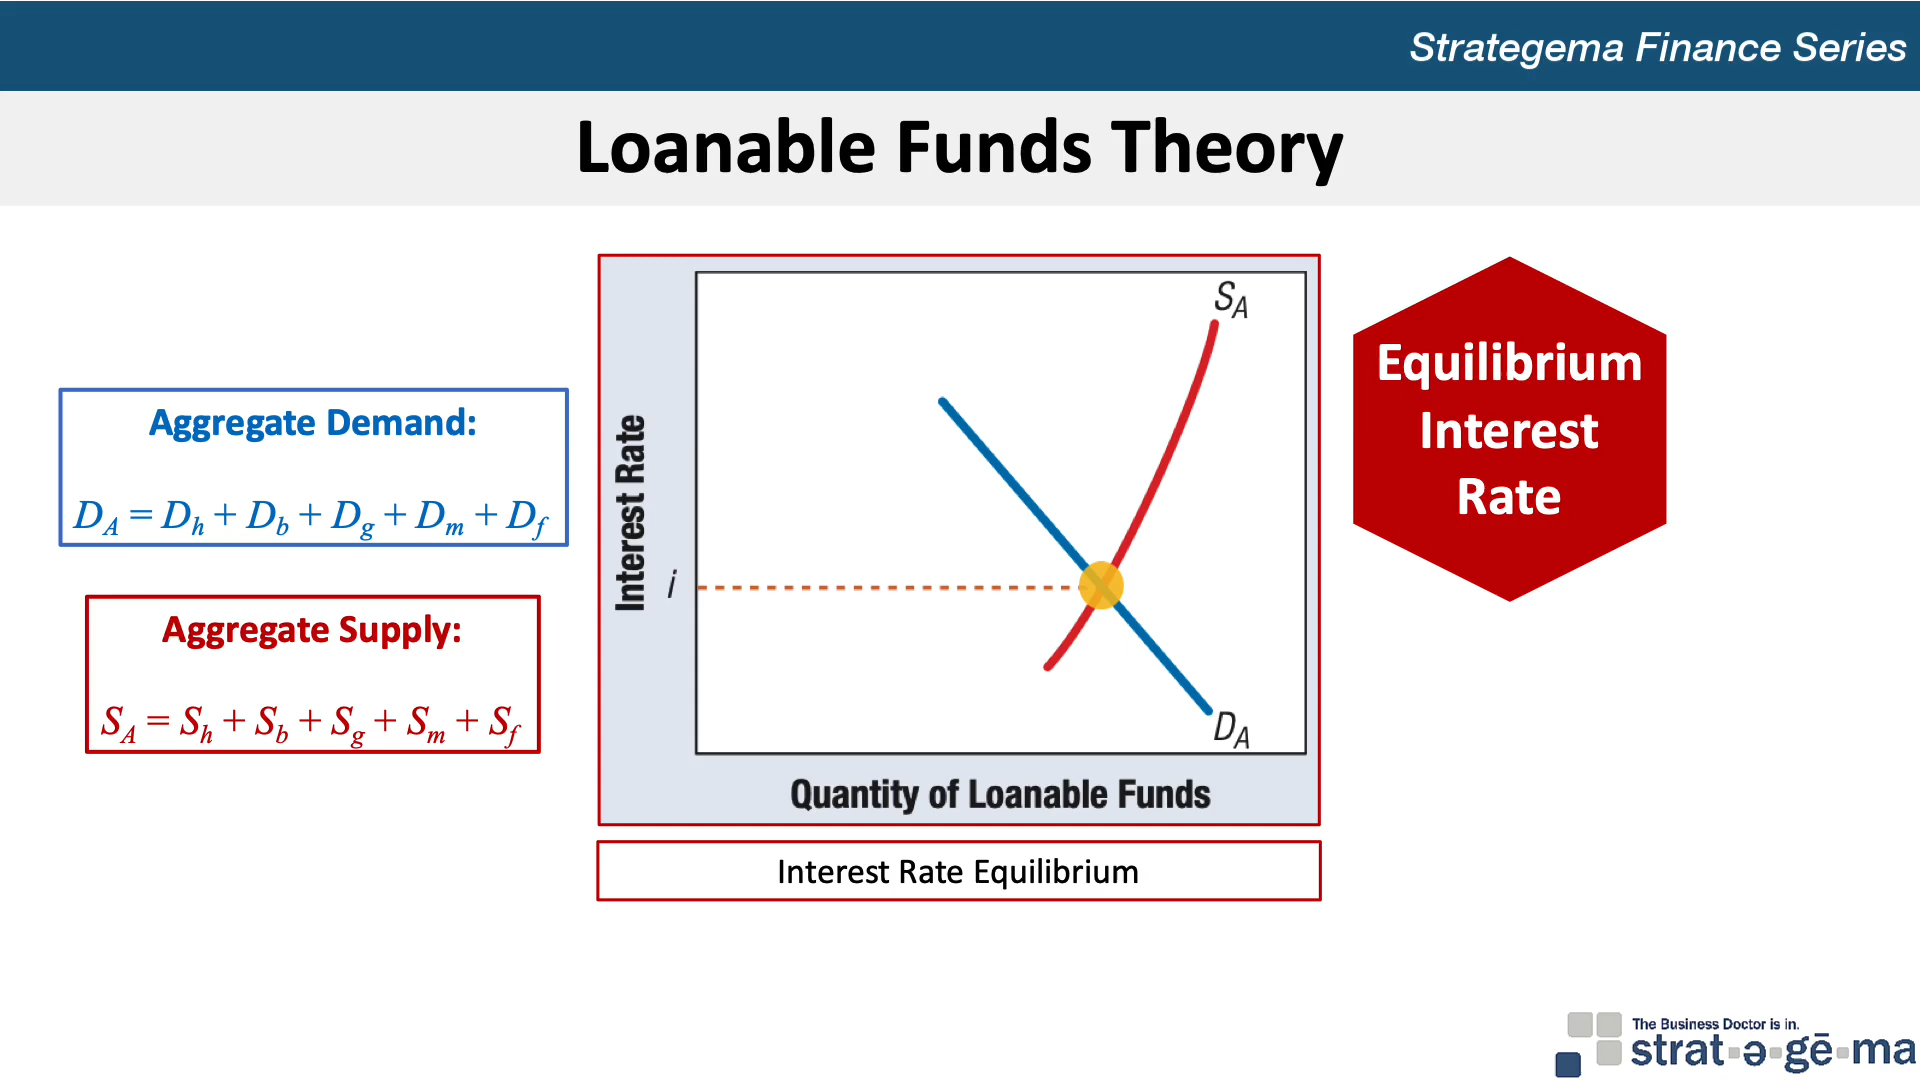 Strategema Finance Series
Loanable Funds Theory
Aggregate Demand:
D_A = D_h + D_b + D_g + D_m + D_f
Aggregate Supply:
S_A = S_h + S_b + S_g + S_m + S_f
Interest Rate
i
S_A
D_A
Quantity of Loanable Funds
Interest Rate Equilibrium
Equilibrium
Interest
Rate
The Business Doctor is in.
strat-ə-gē-ma